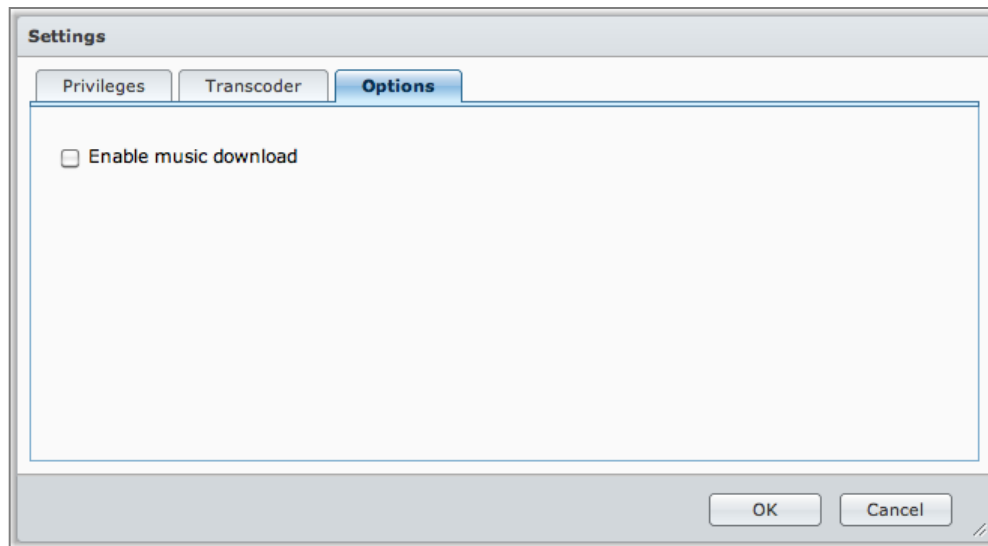 Settings
Privileges Transcoder Options
Enable music download
OK Cancel